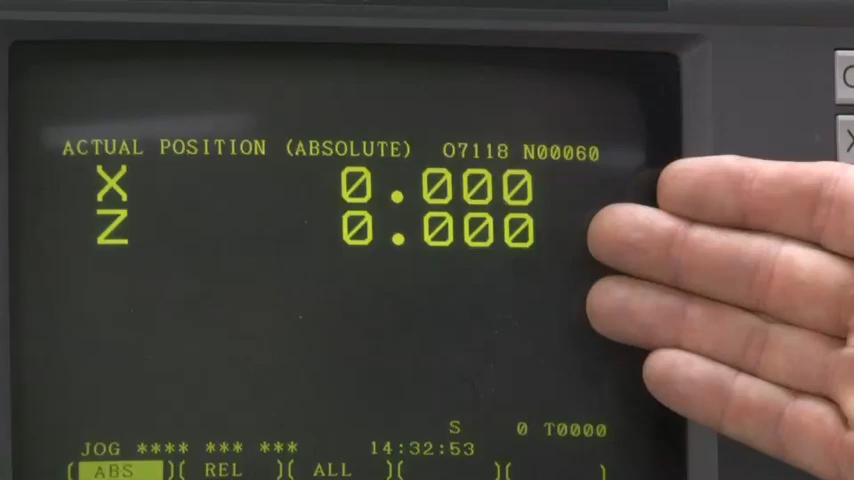 ACTUAL POSITION (ABSOLUTE) O7118 N00060
X 0.000
Z 0.000
S 0 T0000
JOG **** *** *** 14:32:53
( ABS )( REL )( ALL )( )( )